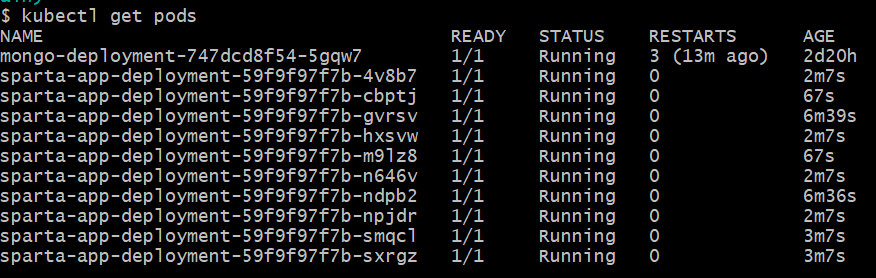 $ kubectl get pods
NAME READY STATUS RESTARTS AGE
mongo-deployment-747dcd8f54-5gqw7 1/1 Running 3 (13m ago) 2d20h
sparta-app-deployment-59f9f97f7b-4v8b7 1/1 Running 0 2m7s
sparta-app-deployment-59f9f97f7b-cbptj 1/1 Running 0 67s
sparta-app-deployment-59f9f97f7b-gvrsv 1/1 Running 0 6m39s
sparta-app-deployment-59f9f97f7b-hxsvw 1/1 Running 0 2m7s
sparta-app-deployment-59f9f97f7b-m9lz8 1/1 Running 0 67s
sparta-app-deployment-59f9f97f7b-n646v 1/1 Running 0 2m7s
sparta-app-deployment-59f9f97f7b-ndpb2 1/1 Running 0 6m36s
sparta-app-deployment-59f9f97f7b-npjdr 1/1 Running 0 2m7s
sparta-app-deployment-59f9f97f7b-smqcl 1/1 Running 0 3m7s
sparta-app-deployment-59f9f97f7b-sxrgz 1/1 Running 0 3m7s